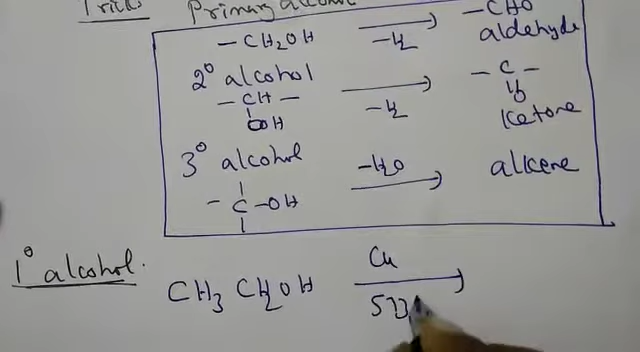 Trick: Primary alcohol
-CH2OH → -H2 -CHO
aldehyde
2° alcohol
-CH- → -H2 -C-
OH O
Ketone
3° alcohol -H2O → alkene
-C-OH
1° alcohol. CH3 CH2OH Cu →
573